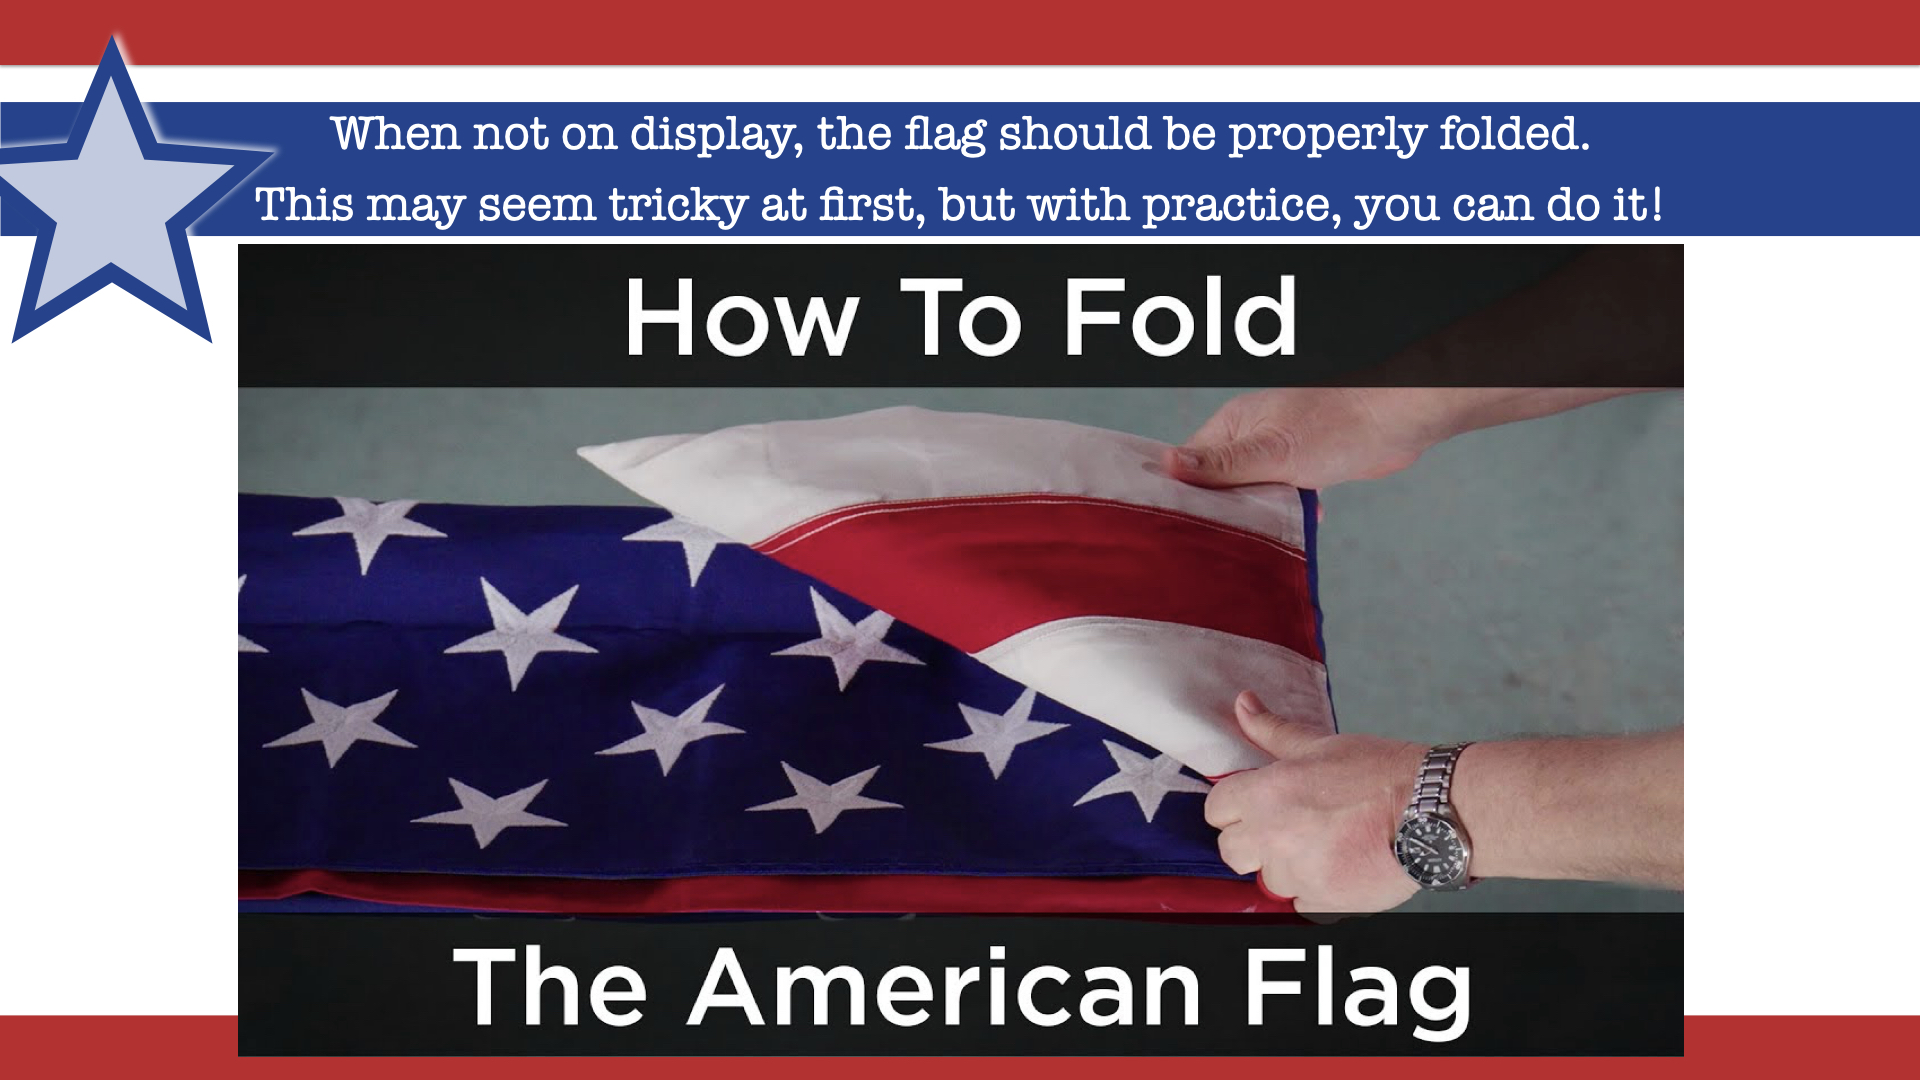 When not on display, the flag should be properly folded.
This may seem tricky at first, but with practice, you can do it!
How To Fold
The American Flag